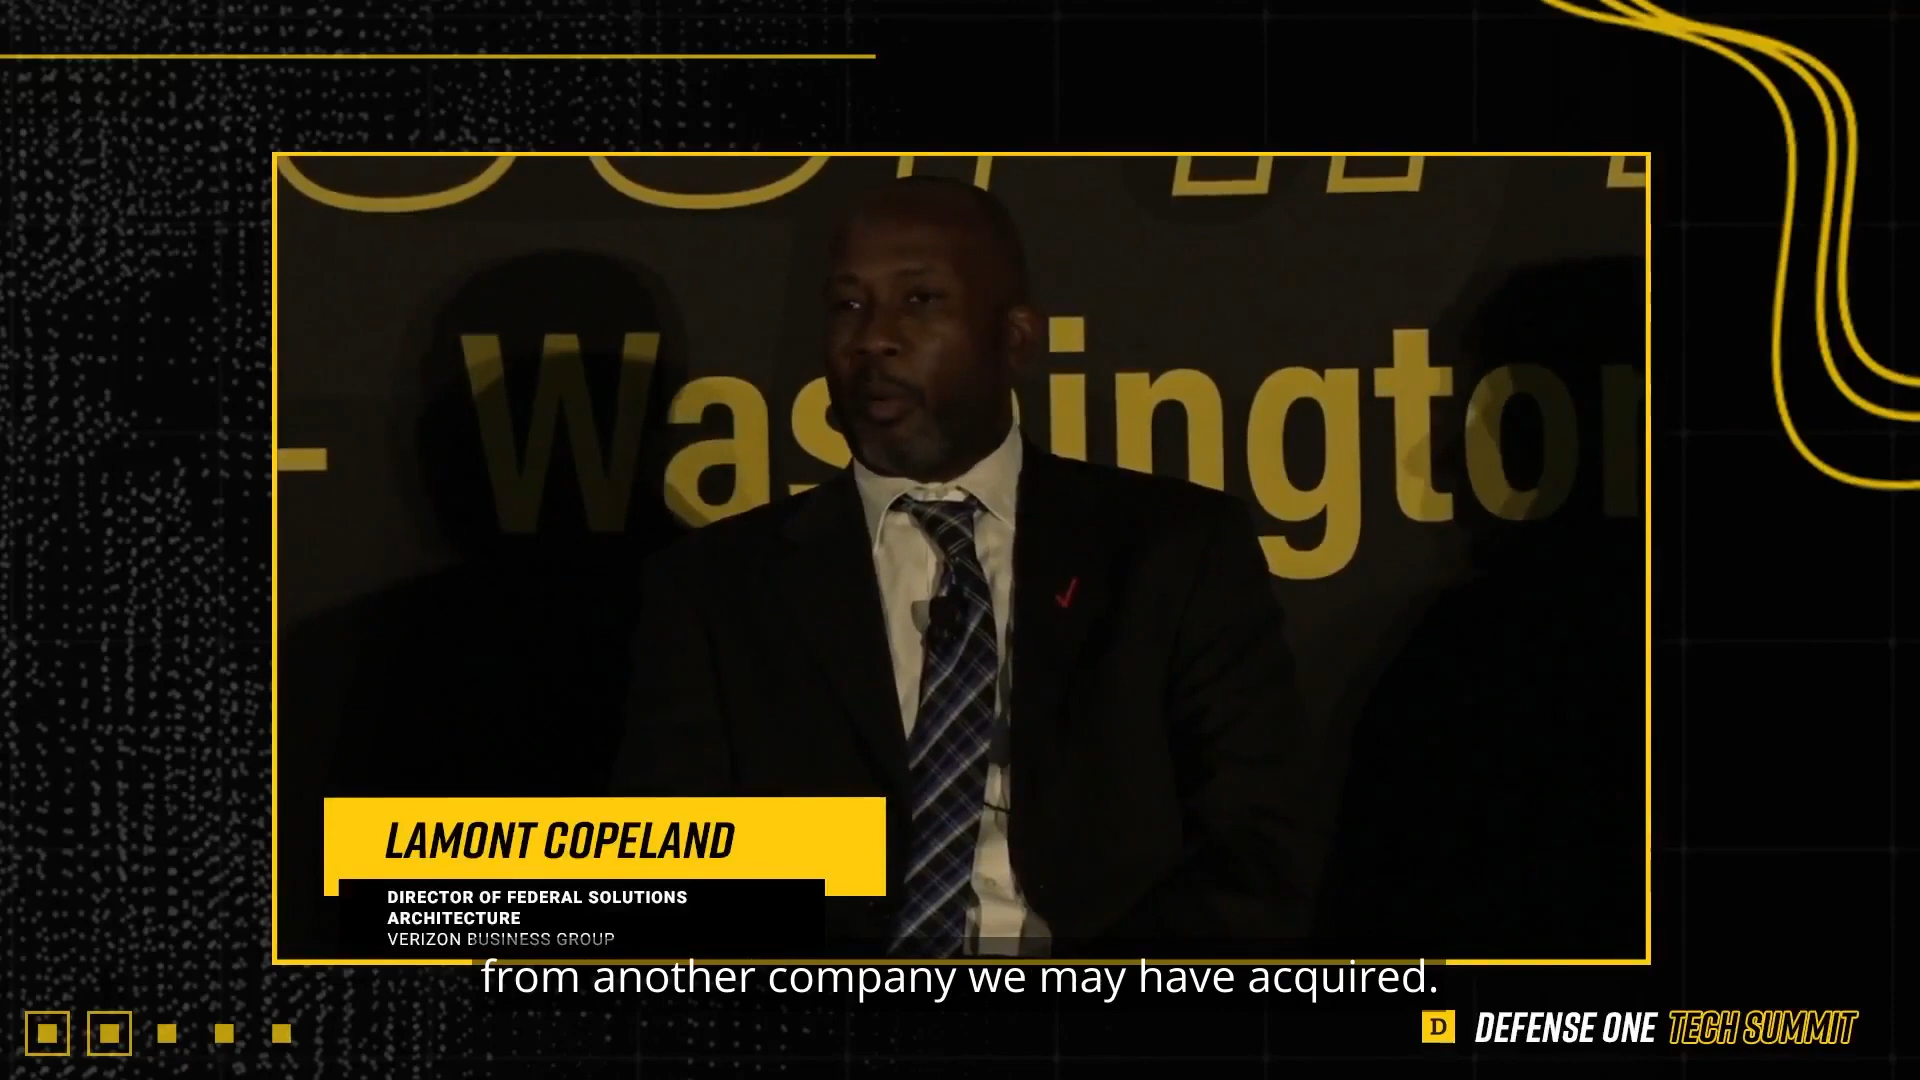 Washington
LAMONT COPELAND
DIRECTOR OF FEDERAL SOLUTIONS
ARCHITECTURE
VERIZON BUSINESS GROUP
from another company we may have acquired.
D DEFENSE ONE TECH SUMMIT